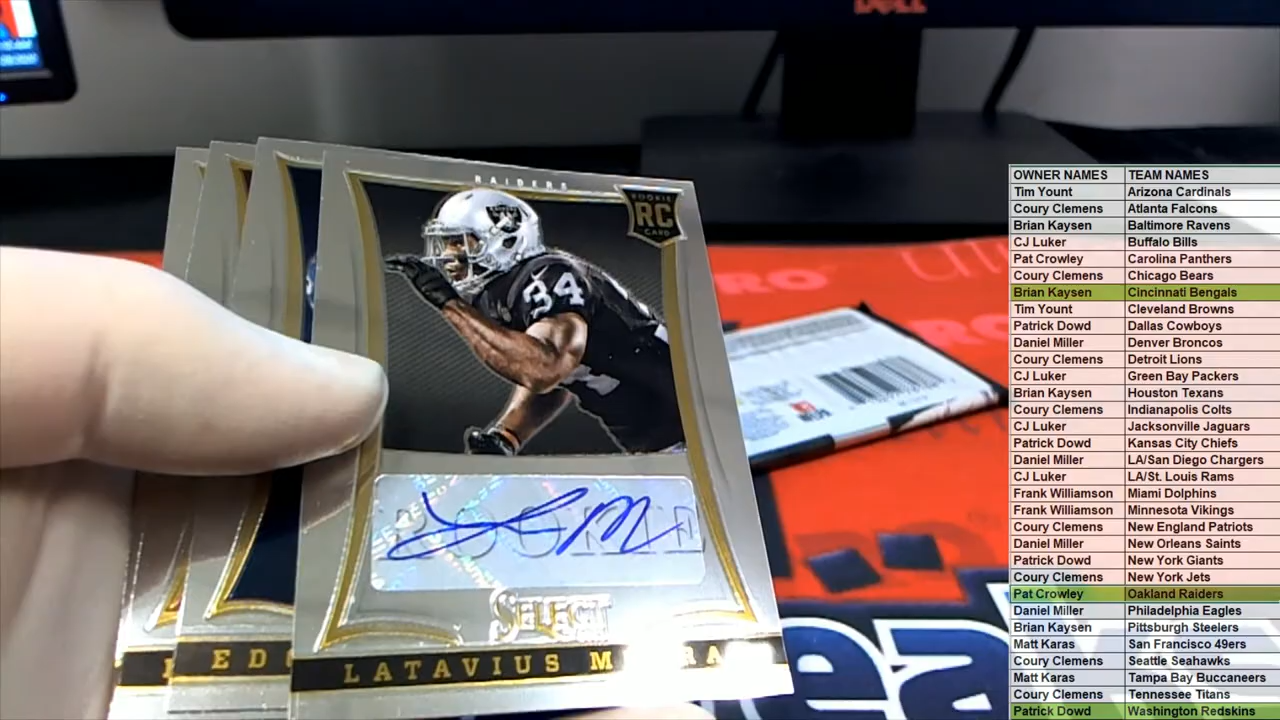 DELL
RAIDERS
ROOKIE
RC
CARD
34
ROOKIE
SELECT
EDG
LATAVIUS M RRA
OWNER NAMES TEAM NAMES
Tim Yount Arizona Cardinals
Coury Clemens Atlanta Falcons
Brian Kaysen Baltimore Ravens
CJ Luker Buffalo Bills
Pat Crowley Carolina Panthers
Coury Clemens Chicago Bears
Brian Kaysen Cincinnati Bengals
Tim Yount Cleveland Browns
Patrick Dowd Dallas Cowboys
Daniel Miller Denver Broncos
Coury Clemens Detroit Lions
CJ Luker Green Bay Packers
Brian Kaysen Houston Texans
Coury Clemens Indianapolis Colts
CJ Luker Jacksonville Jaguars
Patrick Dowd Kansas City Chiefs
Daniel Miller LA/San Diego Chargers
CJ Luker LA/St. Louis Rams
Frank Williamson Miami Dolphins
Frank Williamson Minnesota Vikings
Coury Clemens New England Patriots
Daniel Miller New Orleans Saints
Patrick Dowd New York Giants
Coury Clemens New York Jets
Pat Crowley Oakland Raiders
Daniel Miller Philadelphia Eagles
Brian Kaysen Pittsburgh Steelers
Matt Karas San Francisco 49ers
Coury Clemens Seattle Seahawks
Matt Karas Tampa Bay Buccaneers
Coury Clemens Tennessee Titans
Patrick Dowd Washington Redskins